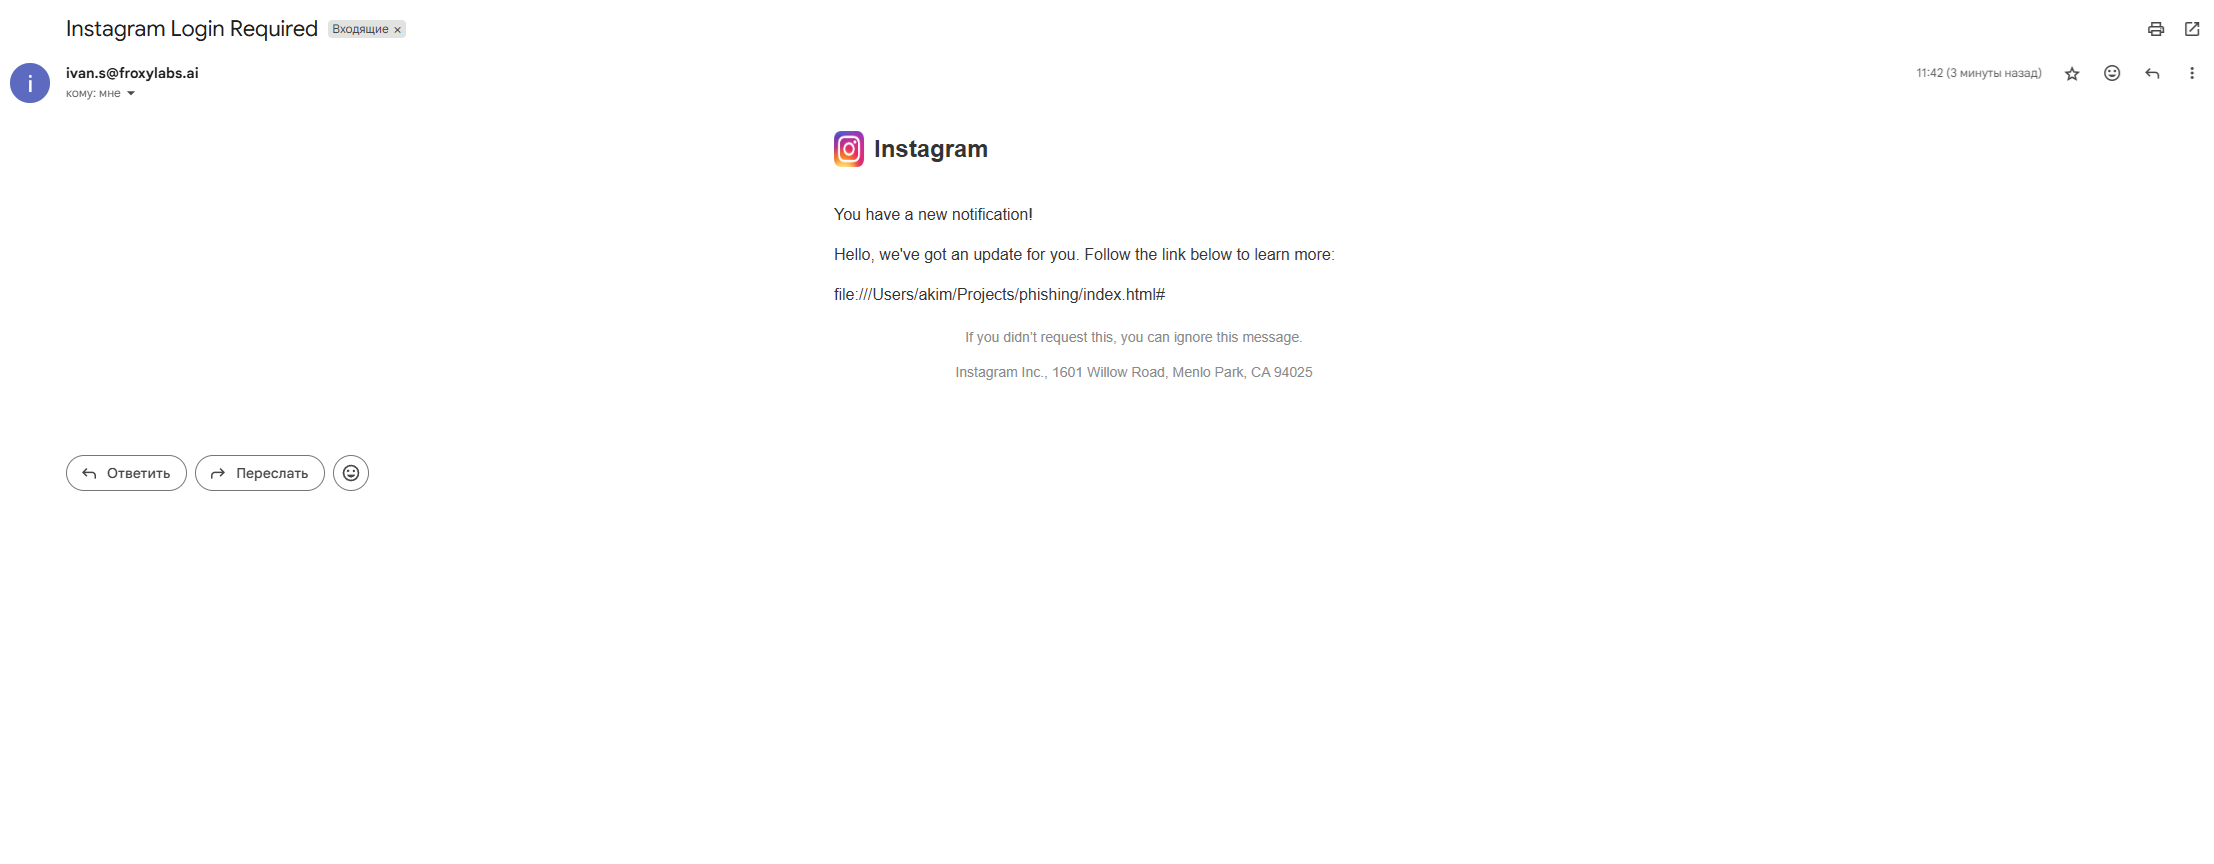 Instagram Login Required Входящие ×
i
ivan.s@froxylabs.ai
11:42 (3 минуты назад)
кому: мне
Instagram
You have a new notification!
Hello, we've got an update for you. Follow the link below to learn more:
file:///Users/akim/Projects/phishing/index.html#
If you didn’t request this, you can ignore this message.
Instagram Inc., 1601 Willow Road, Menlo Park, CA 94025
Ответить Переслать